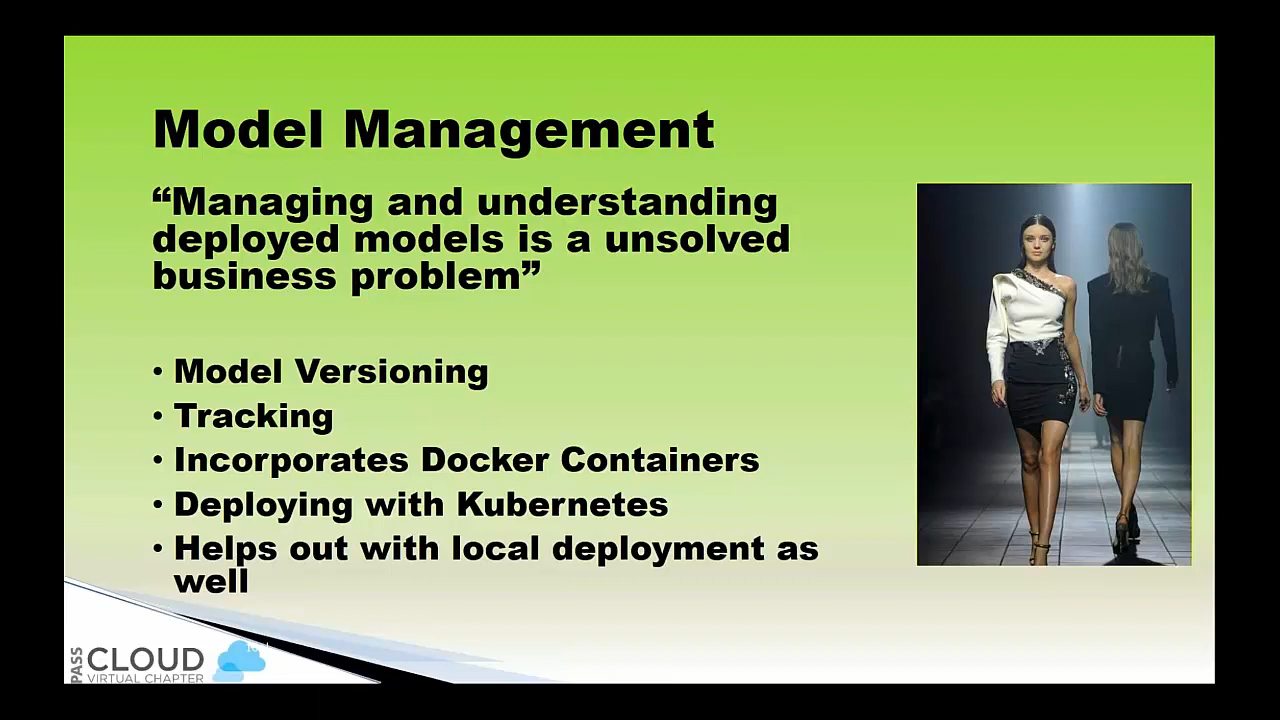 Model Management
“Managing and understanding
deployed models is a unsolved
business problem”
• Model Versioning
• Tracking
• Incorporates Docker Containers
• Deploying with Kubernetes
• Helps out with local deployment as
well
PASS
CLOUD
VIRTUAL CHAPTER